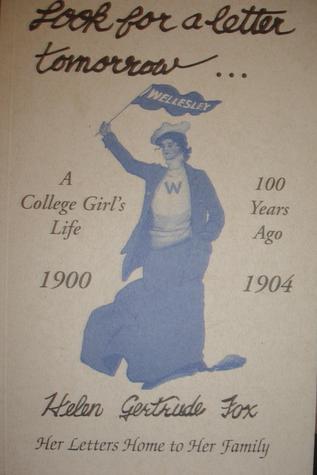 Look for a letter
tomorrow ...
WELLESLEY
W
A
College Girl's
Life
100
Years
Ago
1900
1904
Helen Gertrude Fox
Her Letters Home to Her Family